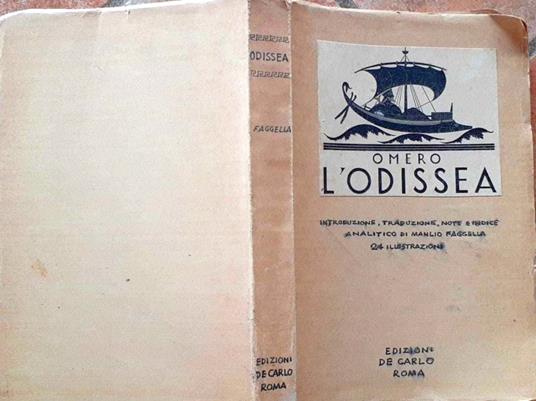 ODISSEA
FAGGELLA
EDIZIONI
DE CARLO
ROMA
OMERO
L'ODISSEA
INTRODUZIONE, TRADUZIONE, NOTE E INDICE
ANALITICO DI MANLIO FAGGELLA
24 ILLUSTRAZIONI
EDIZIONI
DE CARLO
ROMA